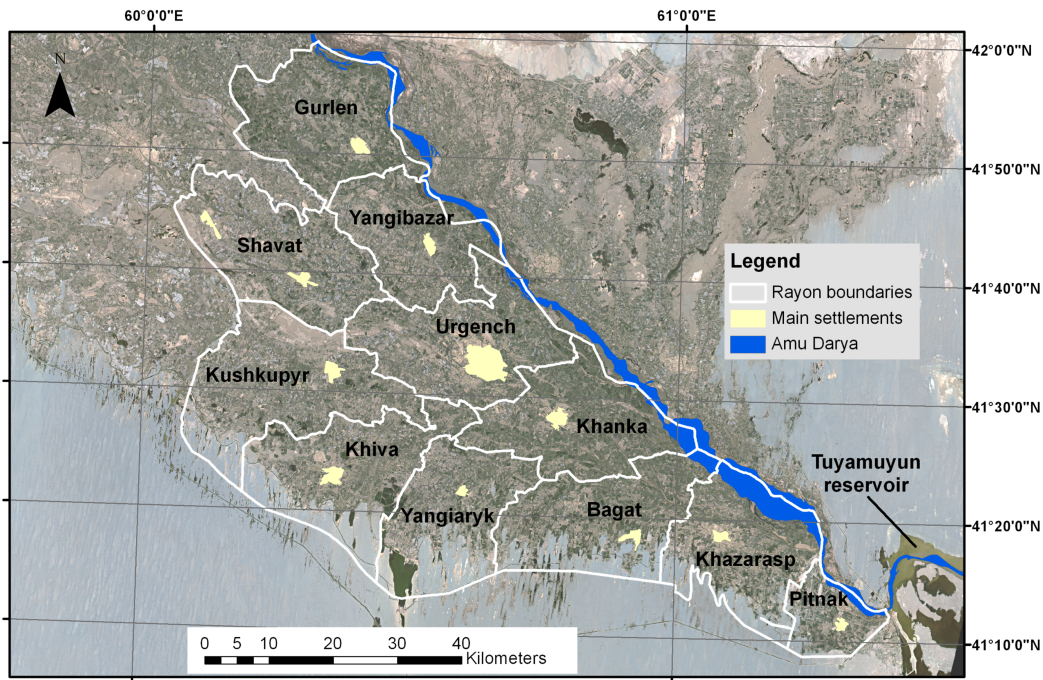 60°0'0"E
61°0'0"E
42°0'0"N
N
Gurlen
41°50'0"N
Yangibazar
Shavat
Legend
Rayon boundaries
41°40'0"N
Main settlements
Urgench
Amu Darya
Kushkupyr
41°30'0"N
Khanka
Khiva
Tuyamuyun
reservoir
Bagat
Yangiaryk
41°20'0"N
Khazarasp
Pitnak
0 5 10 20 30 40
Kilometers
41°10'0"N